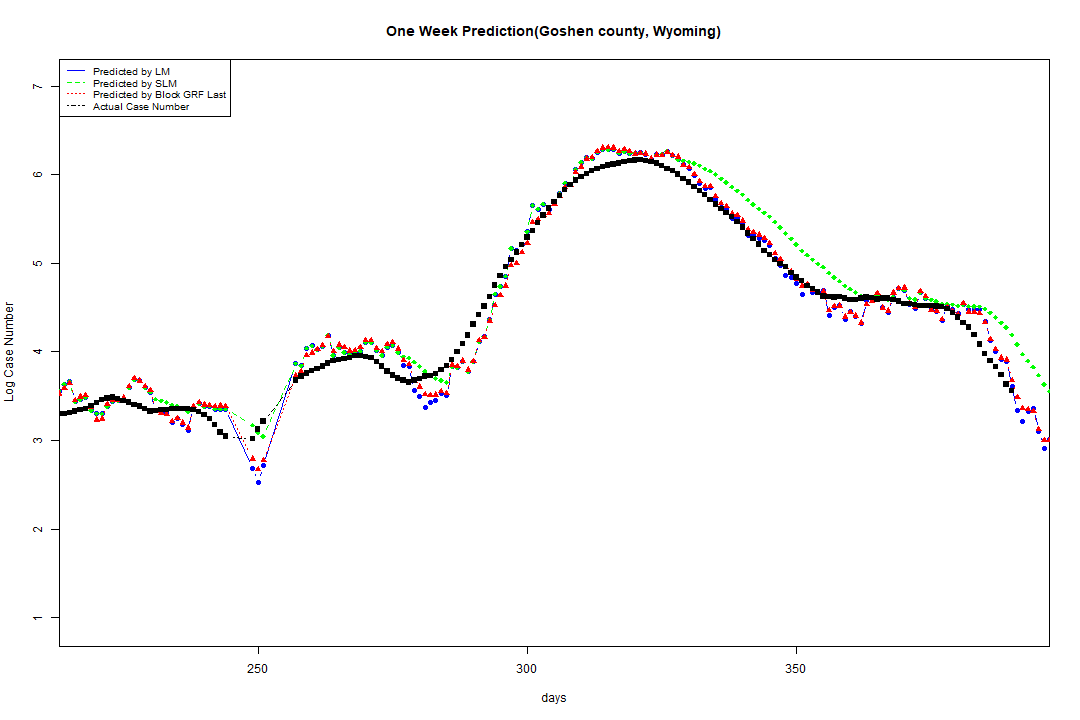 One Week Prediction(Goshen county, Wyoming)
Predicted by LM
Predicted by SLM
Predicted by Block GRF Last
Actual Case Number
7
6
5
4
3
2
1
Log Case Number
250
300
350
days